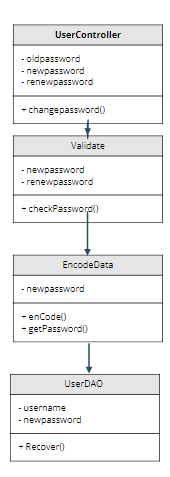 UserController
- oldpassword
- newpassword
- renewpassword
+ changepassword()
Validate
- newpassword
- renewpassword
+ checkPassword()
EncodeData
- newpassword
+ enCode()
+ getPassword()
UserDAO
- username
- newpassword
+ Recover()